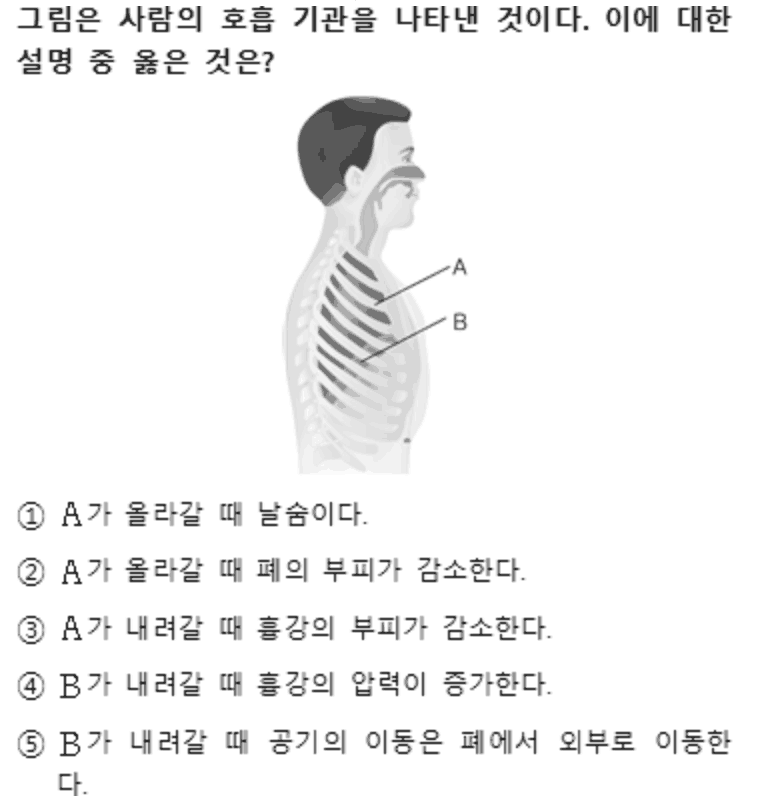 그림은 사람의 호흡 기관을 나타낸 것이다. 이에 대한
설명 중 옳은 것은?
A
B
① A가 올라갈 때 날숨이다.
② A가 올라갈 때 폐의 부피가 감소한다.
③ A가 내려갈 때 흉강의 부피가 감소한다.
④ B가 내려갈 때 흉강의 압력이 증가한다.
⑤ B가 내려갈 때 공기의 이동은 폐에서 외부로 이동한
다.